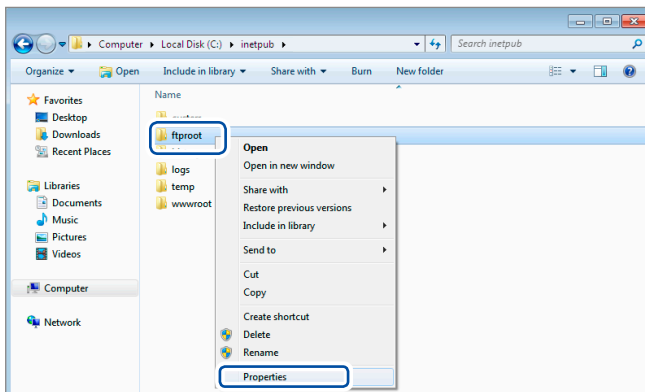 Computer ▸ Local Disk (C:) ▸ inetpub ▸
Search inetpub
Organize Open Include in library Share with Burn New folder
Name
Favorites
Desktop
Downloads
Recent Places
Libraries
Documents
Music
Pictures
Videos
Computer
Network
ftproot
logs
temp
wwwroot
Open
Open in new window
Share with
Restore previous versions
Include in library
Send to
Cut
Copy
Create shortcut
Delete
Rename
Properties